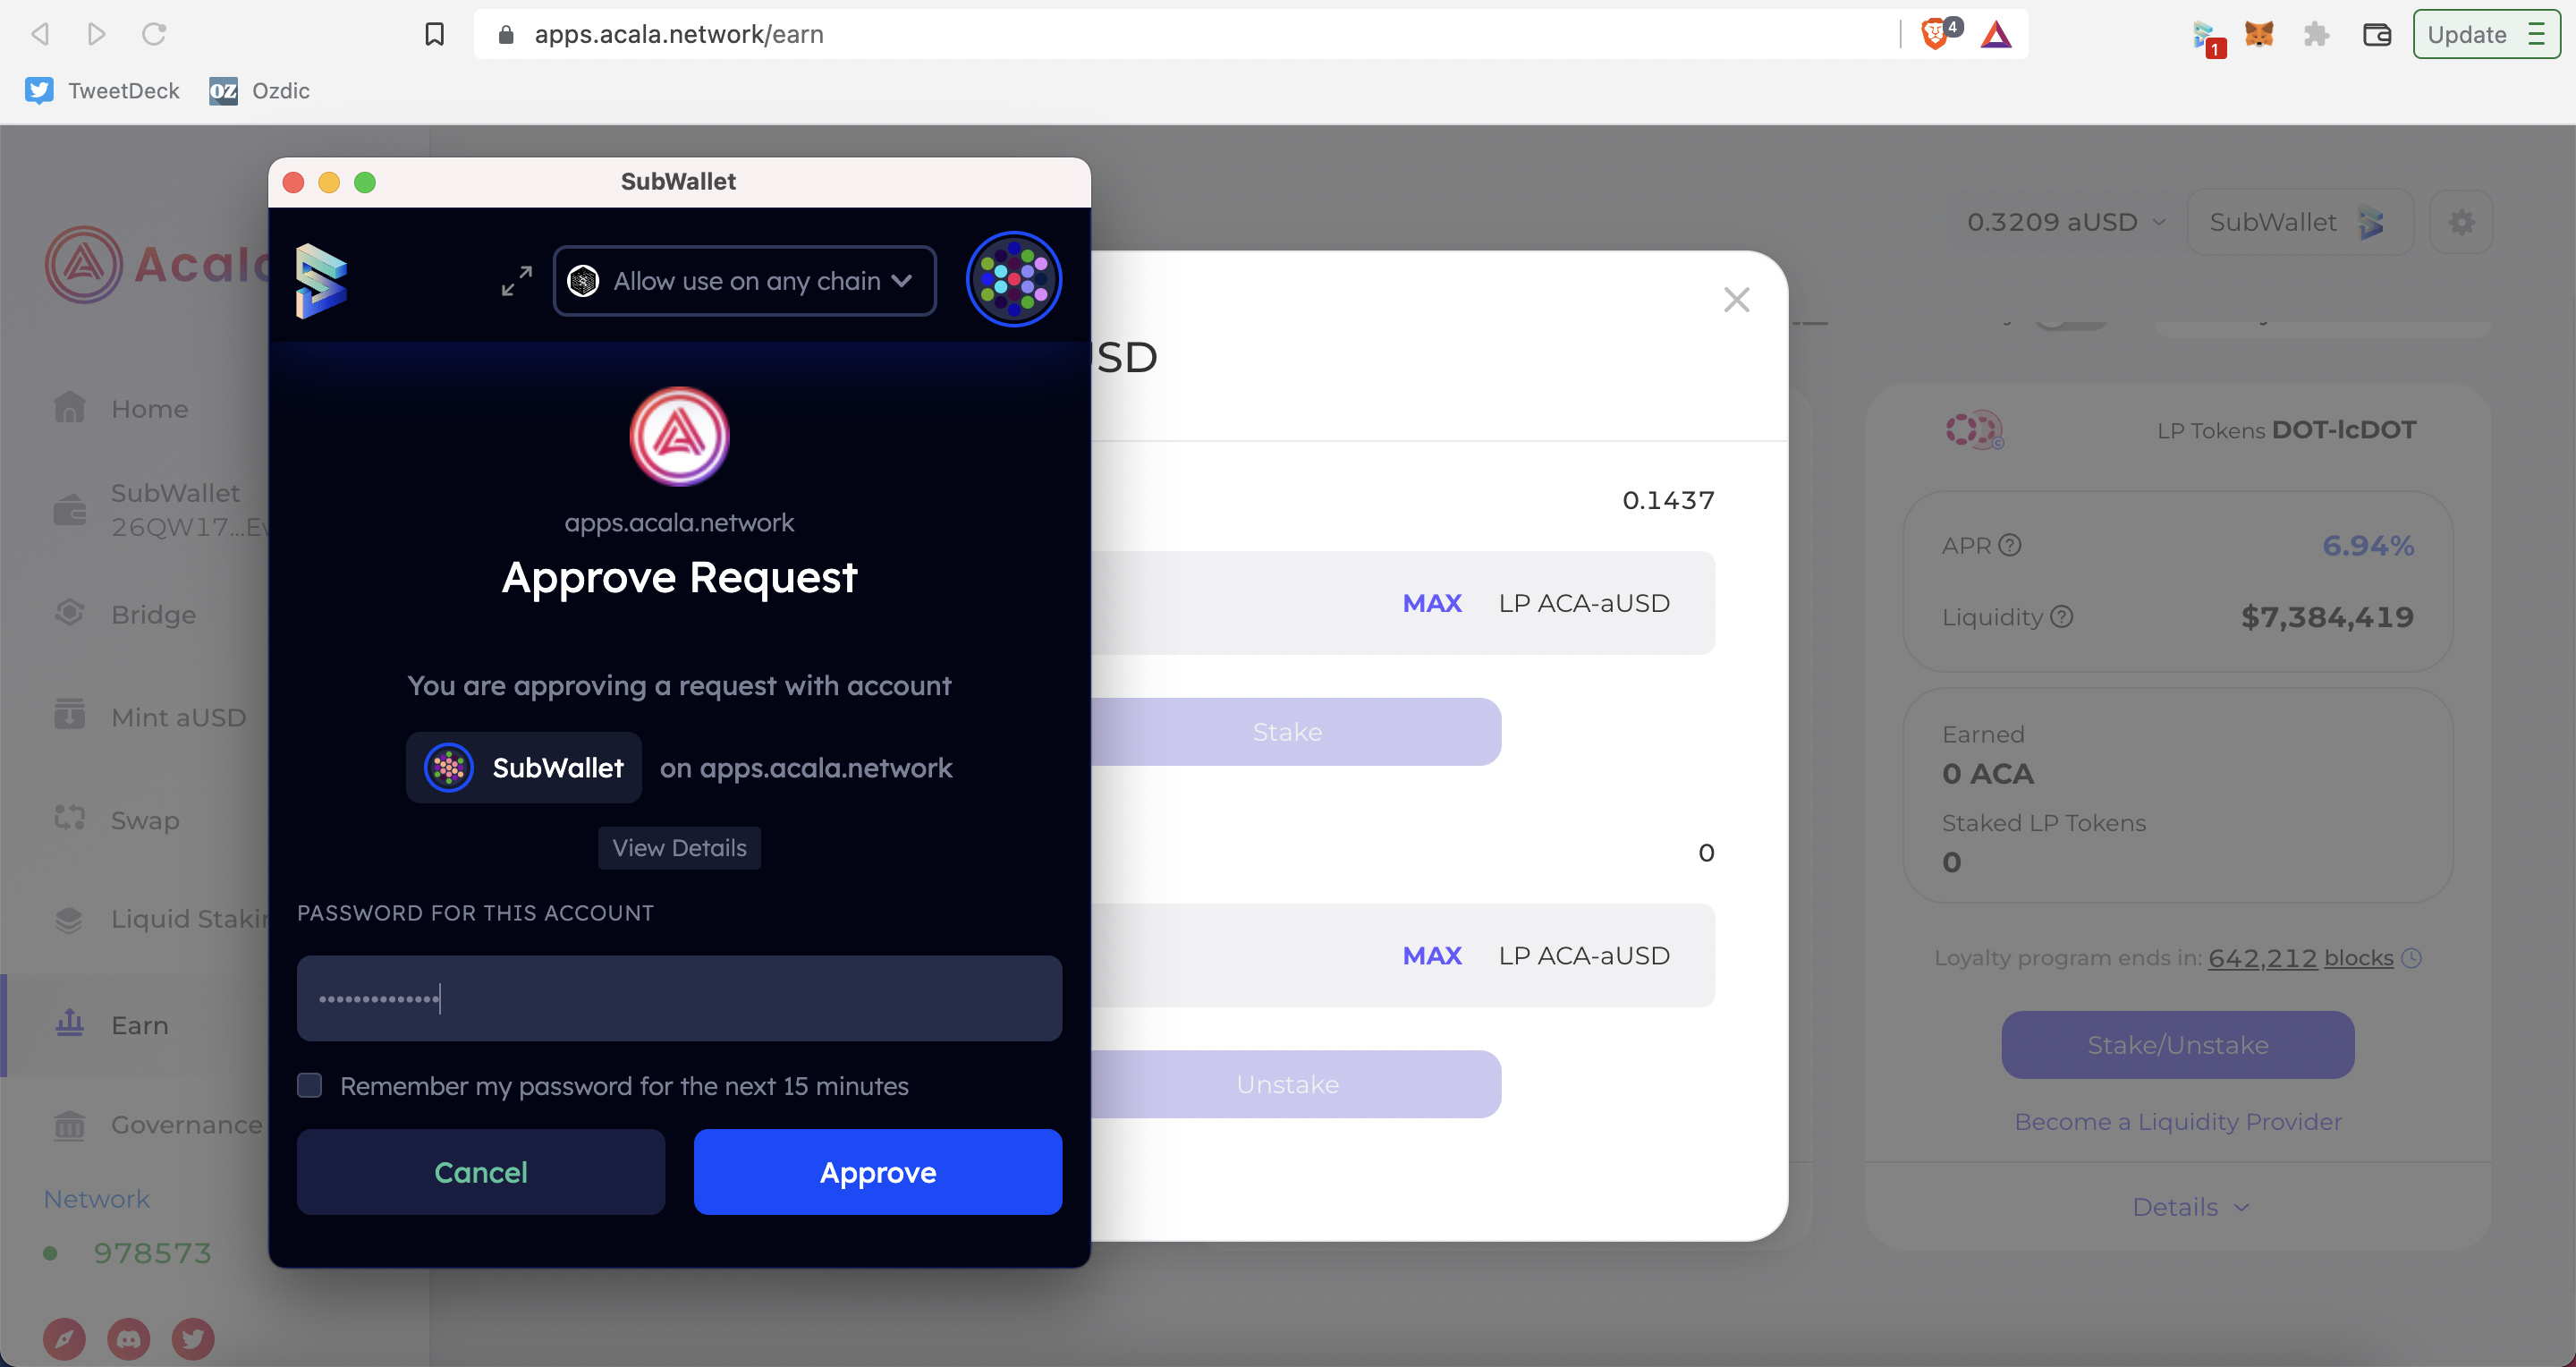 apps.acala.network/earn
4
1
Update
TweetDeck
OZ
Ozdic
SubWallet
Allow use on any chain
apps.acala.network
Approve Request
You are approving a request with account
SubWallet
on apps.acala.network
View Details
PASSWORD FOR THIS ACCOUNT
Remember my password for the next 15 minutes
Cancel
Approve
Home
SubWallet
26QW17...
Bridge
Mint aUSD
Swap
Liquid
Earn
Governance
Network
978573
0.3209 aUSD
SubWallet
0.1437
MAX
LP ACA-aUSD
Stake
0
MAX
LP ACA-aUSD
Unstake
LP Tokens DOT-lcDOT
APR
6.94%
Liquidity
$7,384,419
Earned
0 ACA
Staked LP Tokens
0
Loyalty program ends in: 642,212 blocks
Stake/Unstake
Become a Liquidity Provider
Details